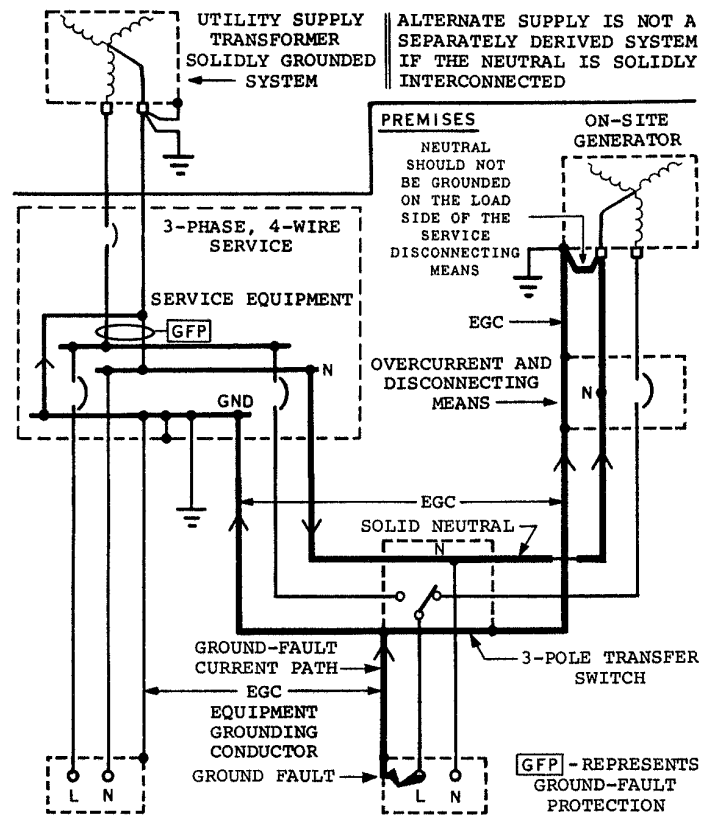 UTILITY SUPPLY
TRANSFORMER
SOLIDLY GROUNDED
SYSTEM
ALTERNATE SUPPLY IS NOT A
SEPARATELY DERIVED SYSTEM
IF THE NEUTRAL IS SOLIDLY
INTERCONNECTED
PREMISES
ON-SITE
GENERATOR
NEUTRAL
SHOULD NOT
BE GROUNDED
ON THE LOAD
SIDE OF THE
SERVICE
DISCONNECTING
MEANS
3-PHASE, 4-WIRE
SERVICE
SERVICE EQUIPMENT
GFP
N
GND
EGC
OVERCURRENT AND
DISCONNECTING
MEANS
N
EGC
SOLID NEUTRAL
N
GROUND-FAULT
CURRENT PATH
3-POLE TRANSFER
SWITCH
EGC
EQUIPMENT
GROUNDING
CONDUCTOR
GROUND FAULT
L N
L N
GFP -REPRESENTS
GROUND-FAULT
PROTECTION